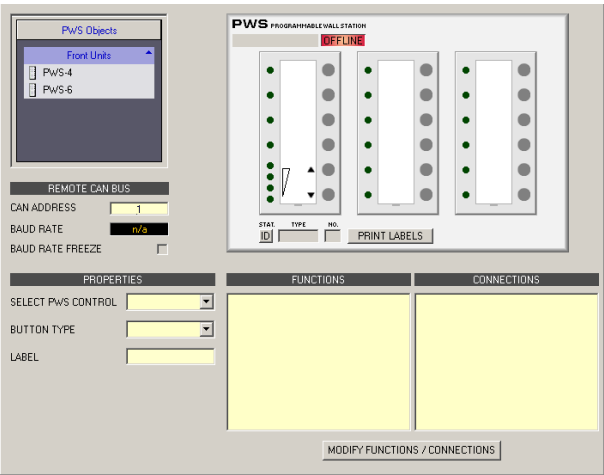 PWS Objects
Front Units
PWS-4
PWS-6
PWS PROGRAMMABLE WALL STATION
OFFLINE
STAT. TYPE NO.
ID PRINT LABELS
REMOTE CAN BUS
CAN ADDRESS 1
BAUD RATE n/a
BAUD RATE FREEZE
PROPERTIES
SELECT PWS CONTROL
BUTTON TYPE
LABEL
FUNCTIONS
CONNECTIONS
MODIFY FUNCTIONS / CONNECTIONS